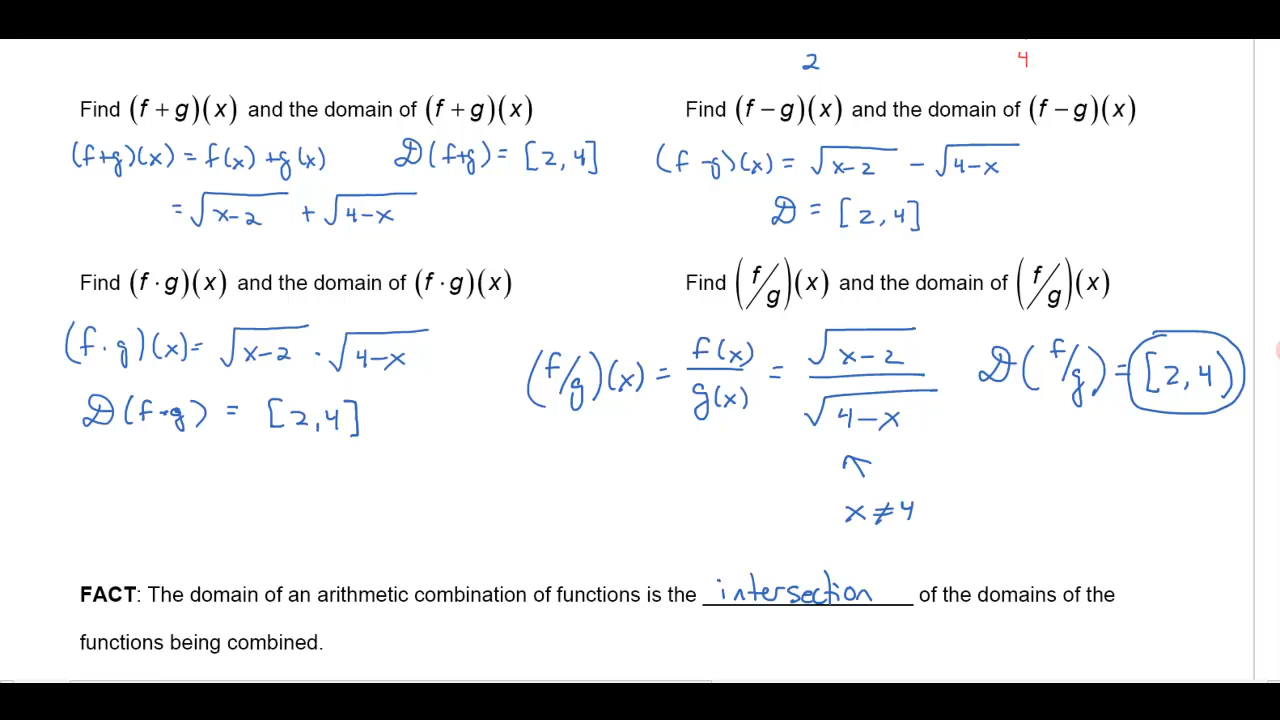 2 4
Find (f + g)(x) and the domain of (f + g)(x)
(f+g)(x) = f(x) + g(x) D(f+g) = [2, 4]
= √(x-2) + √(4-x)
Find (f − g)(x) and the domain of (f − g)(x)
(f -g)(x) = √(x-2) - √(4-x)
D = [2, 4]
Find (f · g)(x) and the domain of (f · g)(x)
(f · g)(x) = √(x-2) · √(4-x)
D(f·g) = [2, 4]
Find (f/g)(x) and the domain of (f/g)(x)
(f/g)(x) = f(x)/g(x) = √(x-2)/√(4-x) D(f/g) = [2, 4)
↑
x ≠ 4
FACT: The domain of an arithmetic combination of functions is the intersection of the domains of the
functions being combined.